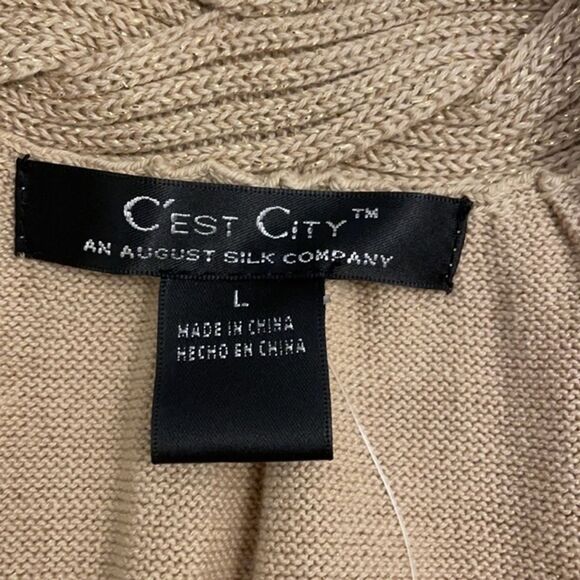 C'EST CITY™
AN AUGUST SILK COMPANY
L
MADE IN CHINA
HECHO EN CHINA